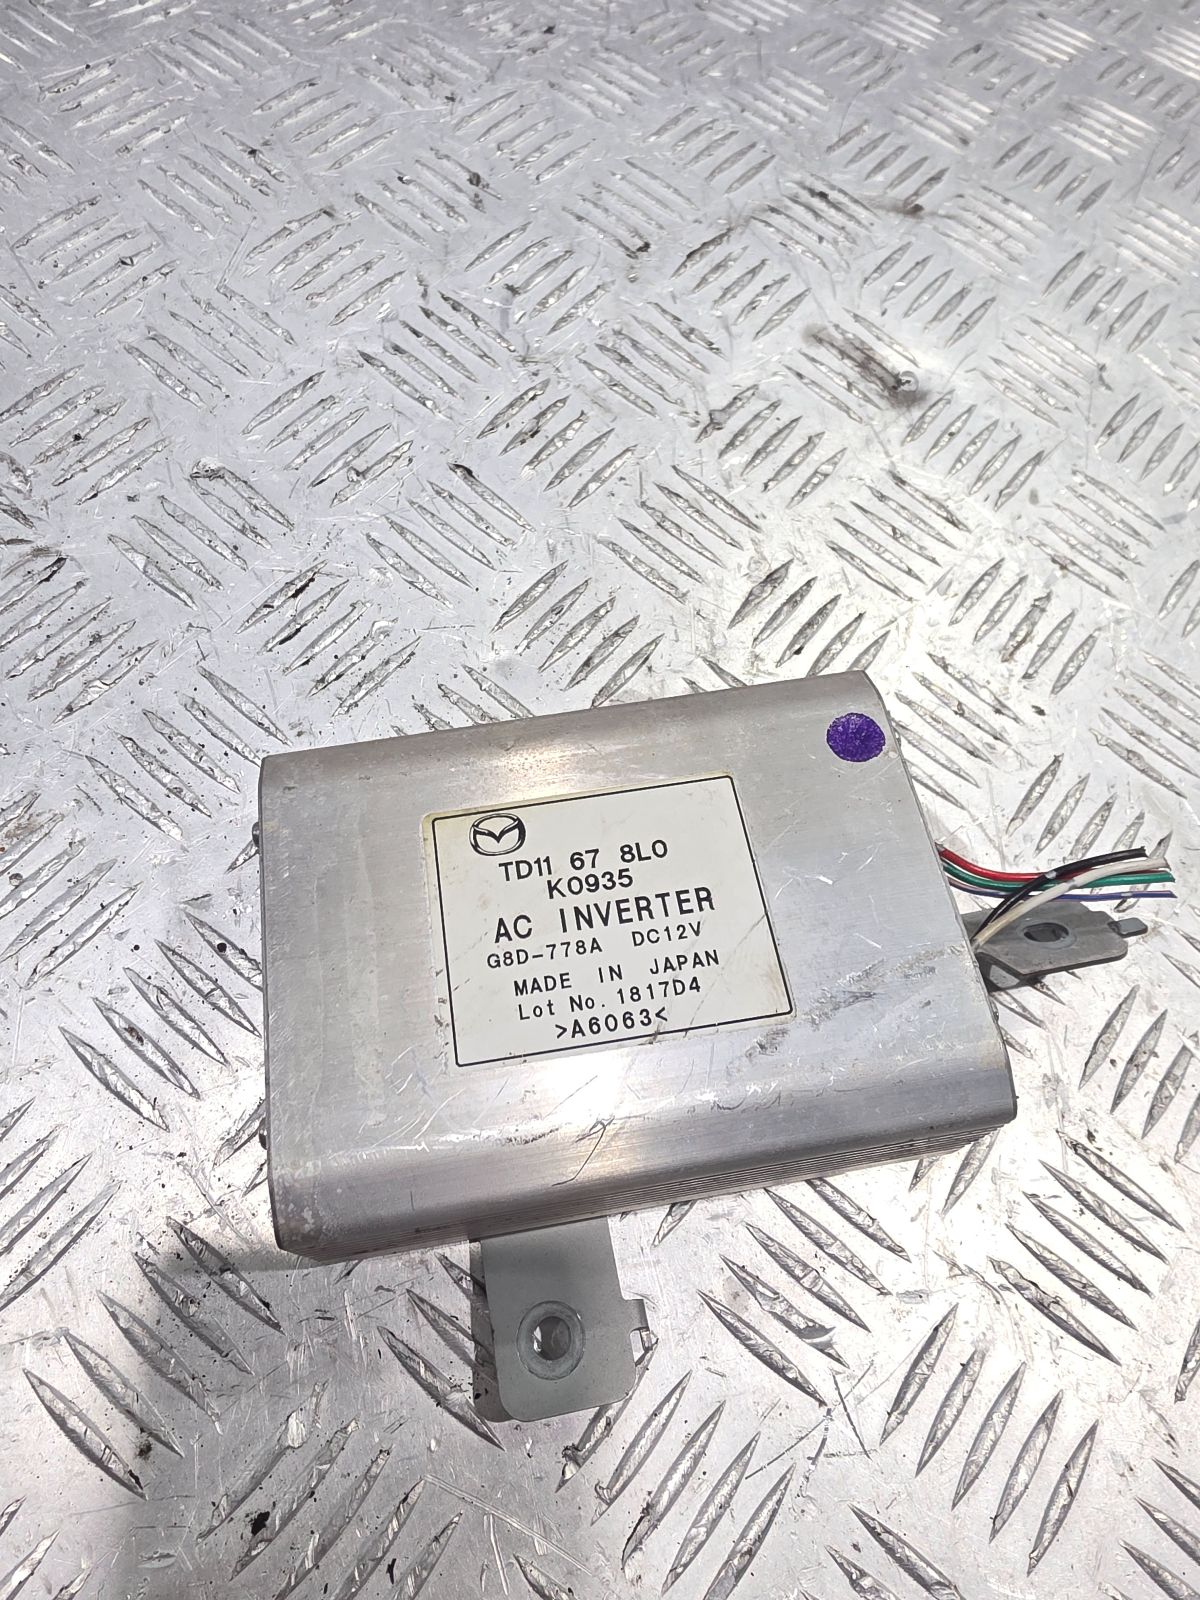 TD11 67 8L0
K0935
AC INVERTER
G8D-778A DC12V
MADE IN JAPAN
Lot No. 1817D4
>A6063<